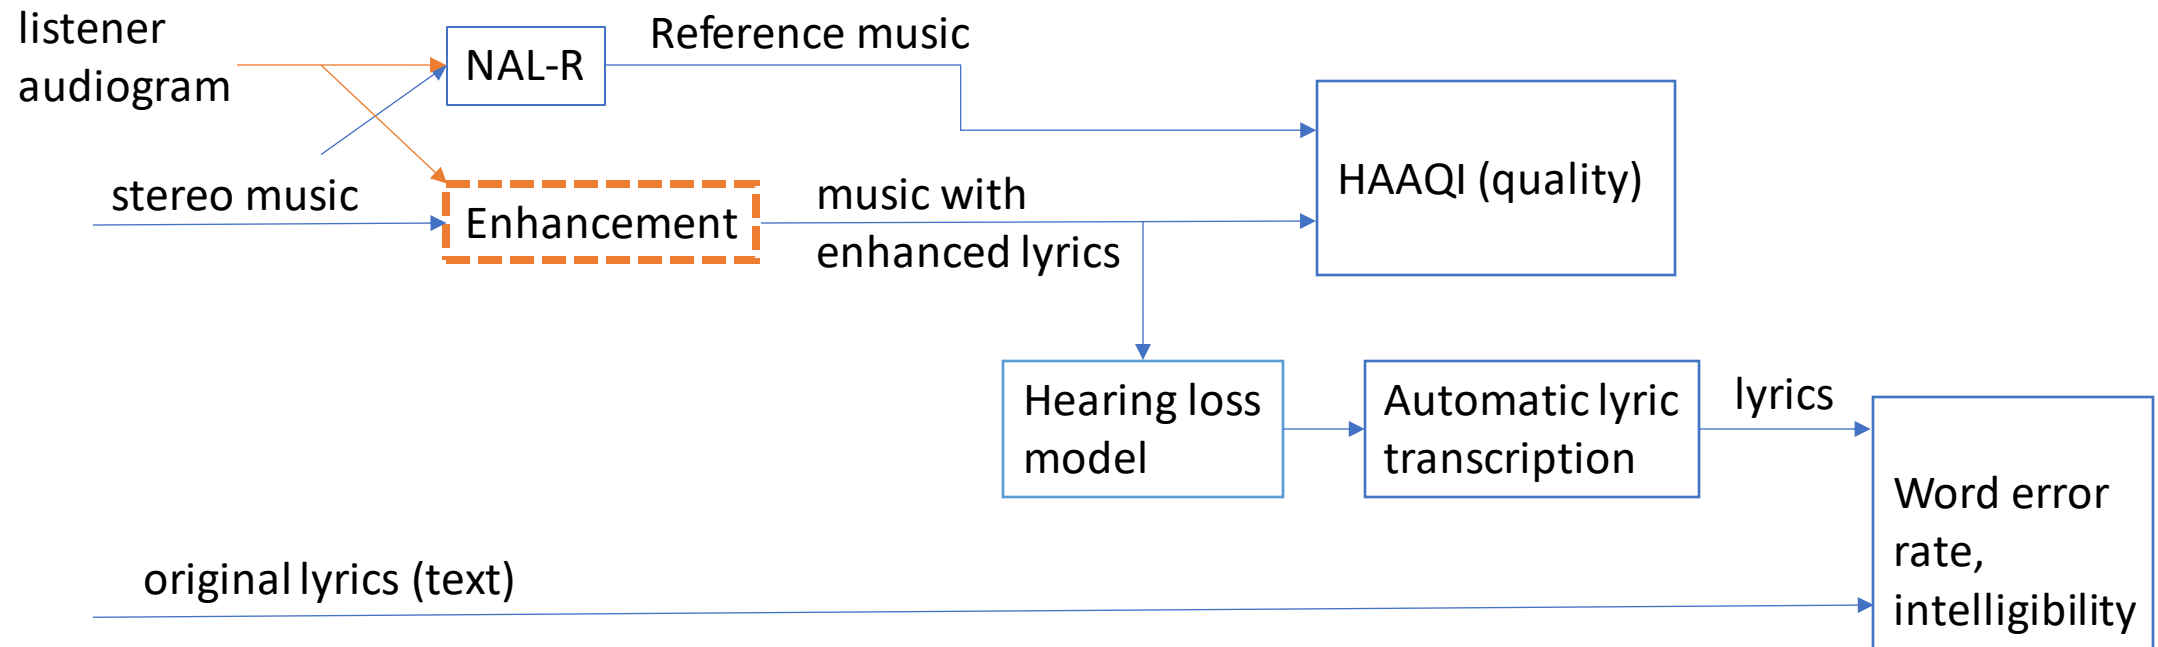 listener
audiogram
NAL-R
Reference music
HAAQI (quality)
stereo music
Enhancement
music with
enhanced lyrics
Hearing loss
model
Automatic lyric
transcription
lyrics
Word error
rate,
intelligibility
original lyrics (text)